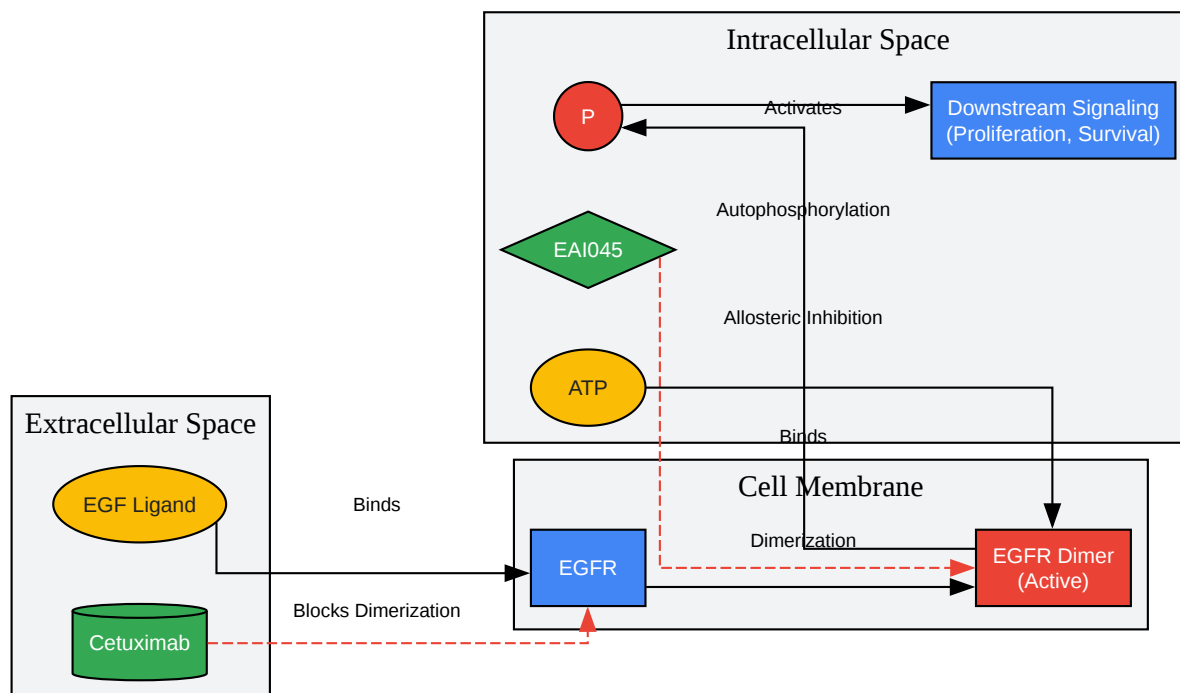 Intracellular Space
P
Activates
Downstream Signaling
(Proliferation, Survival)
Autophosphorylation
EAI045
Allosteric Inhibition
ATP
Binds
Extracellular Space
EGF Ligand
Binds
Cell Membrane
Dimerization
EGFR
EGFR Dimer
(Active)
Blocks Dimerization
Cetuximab